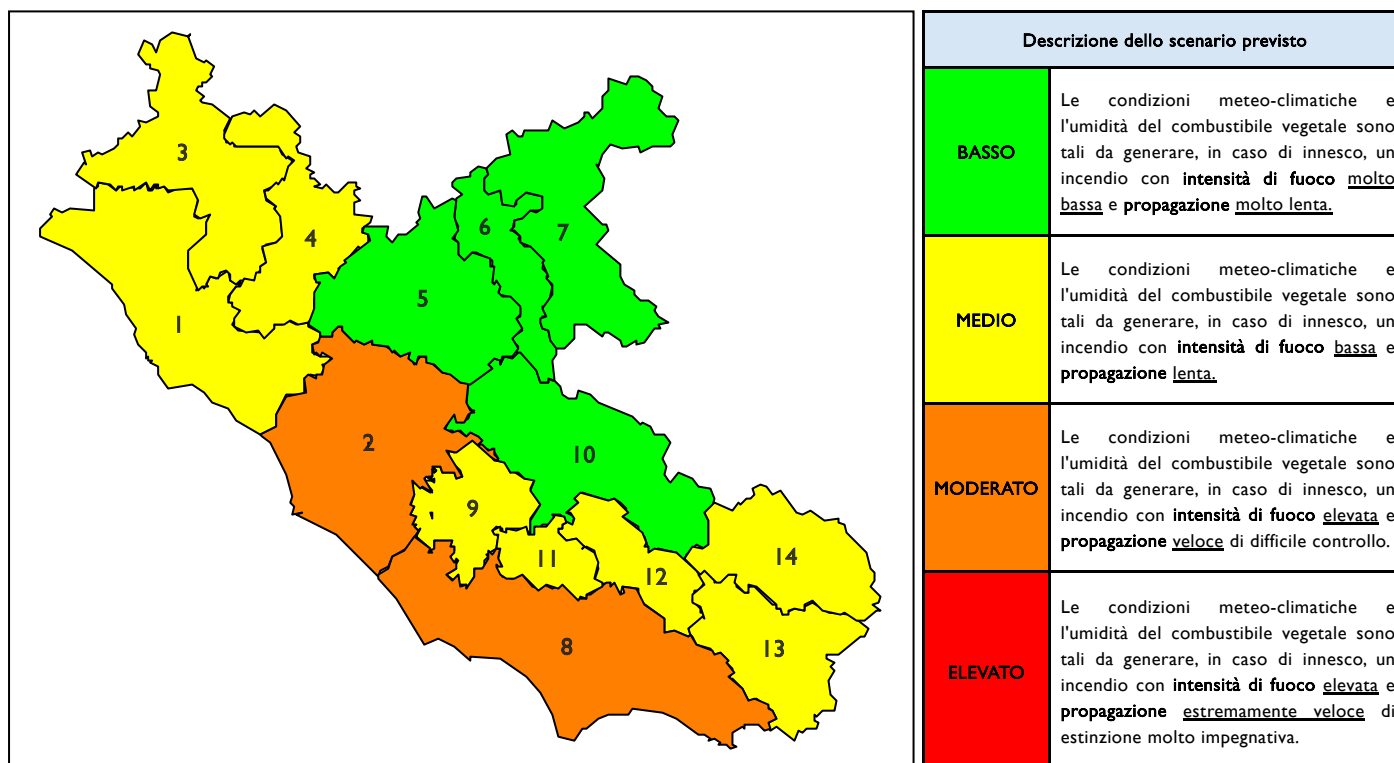 3
4
1
6
7
5
2
10
9
11
12
14
8
13
Descrizione dello scenario previsto
BASSO
Le condizioni meteo-climatiche e
l'umidità del combustibile vegetale sono
tali da generare, in caso di innesco, un
incendio con intensità di fuoco molto
bassa e propagazione molto lenta.
MEDIO
Le condizioni meteo-climatiche e
l'umidità del combustibile vegetale sono
tali da generare, in caso di innesco, un
incendio con intensità di fuoco bassa e
propagazione lenta.
MODERATO
Le condizioni meteo-climatiche e
l'umidità del combustibile vegetale sono
tali da generare, in caso di innesco, un
incendio con intensità di fuoco elevata e
propagazione veloce di difficile controllo.
ELEVATO
Le condizioni meteo-climatiche e
l'umidità del combustibile vegetale sono
tali da generare, in caso di innesco, un
incendio con intensità di fuoco elevata e
propagazione estremamente veloce di
estinzione molto impegnativa.